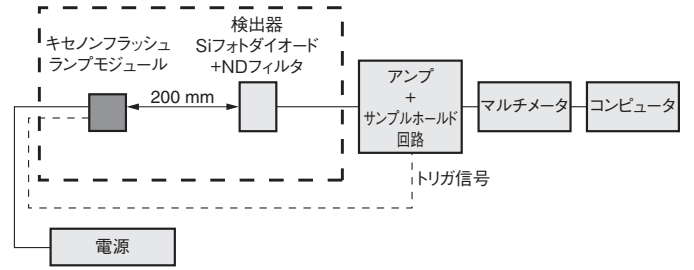 キセノンフラッシュ
ランプモジュール
検出器
Siフォトダイオード
+NDフィルタ
200 mm
アンプ
+
サンプルホールド
回路
マルチメータ
コンピュータ
トリガ信号
電源